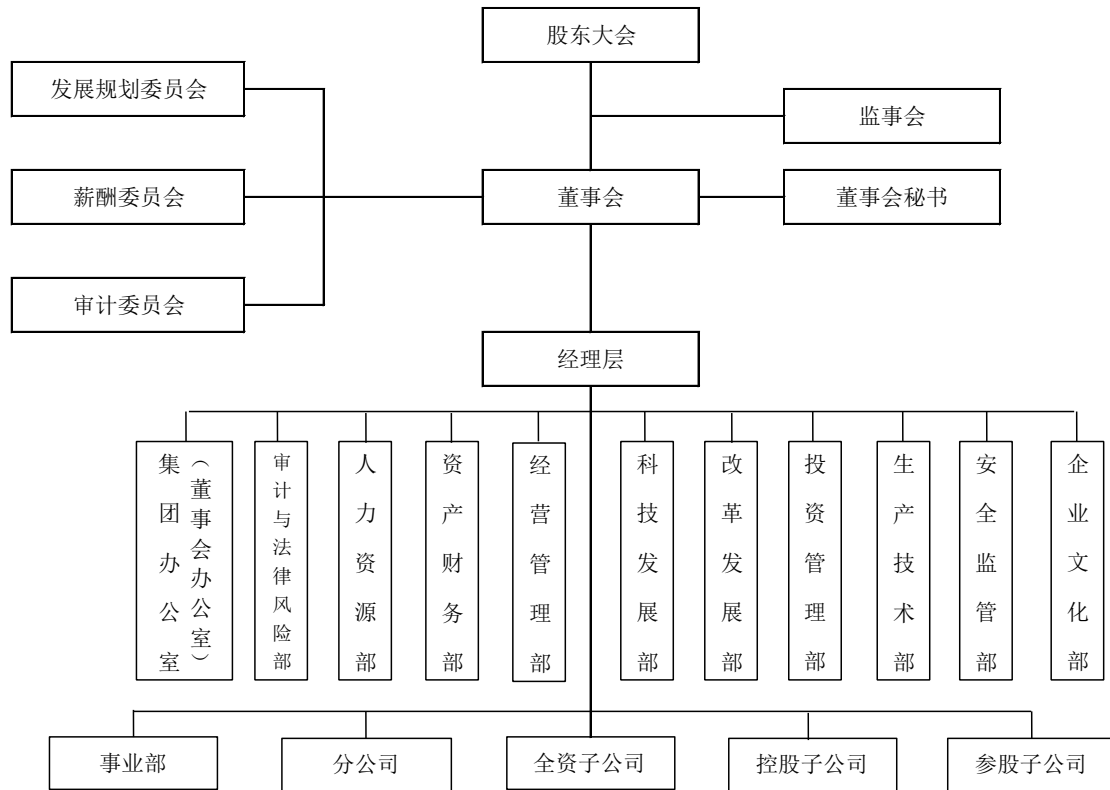 股东大会
发展规划委员会
监事会
薪酬委员会
董事会
董事会秘书
审计委员会
经理层
集团办公室
（董事会办公室）
审计与法律风险部
人力资源部
资产财务部
经营管理部
科技发展部
改革发展部
投资管理部
生产技术部
安全监管部
企业文化部
事业部
分公司
全资子公司
控股子公司
参股子公司